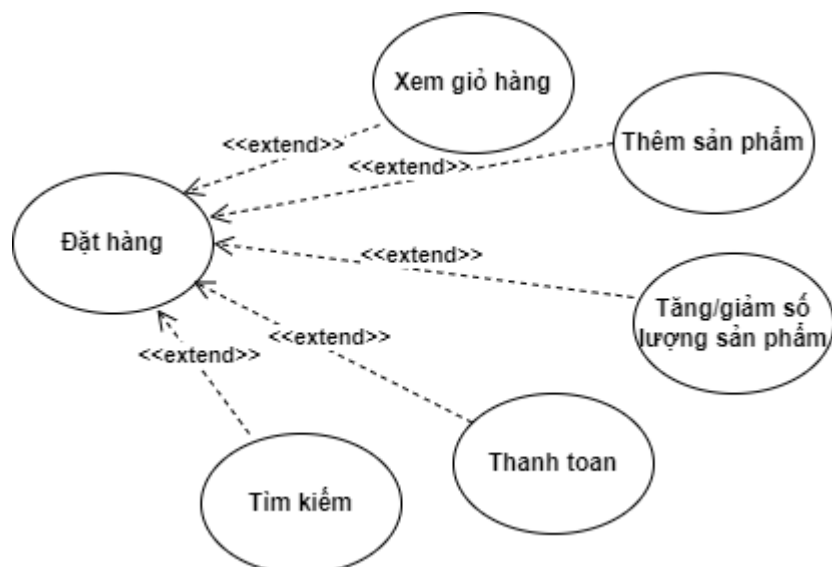 Xem giỏ hàng
<<extend>>
Thêm sản phẩm
<<extend>>
Đặt hàng
<<extend>>
Tăng/giảm số
lượng sản phẩm
<<extend>>
<<extend>>
Thanh toan
Tìm kiếm